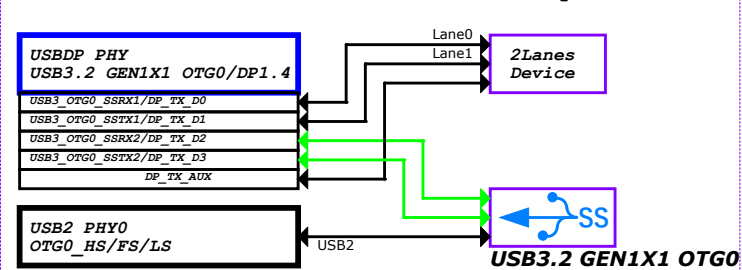 USBDP PHY
USB3.2 GEN1X1 OTG0/DP1.4
USB3_OTG0_SSRX1/DP_TX_D0
USB3_OTG0_SSTX1/DP_TX_D1
USB3_OTG0_SSRX2/DP_TX_D2
USB3_OTG0_SSTX2/DP_TX_D3
DP_TX_AUX
Lane0
Lane1
2Lanes
Device
USB2 PHY0
OTG0_HS/FS/LS
USB2
SS
USB3.2 GEN1X1 OTG0